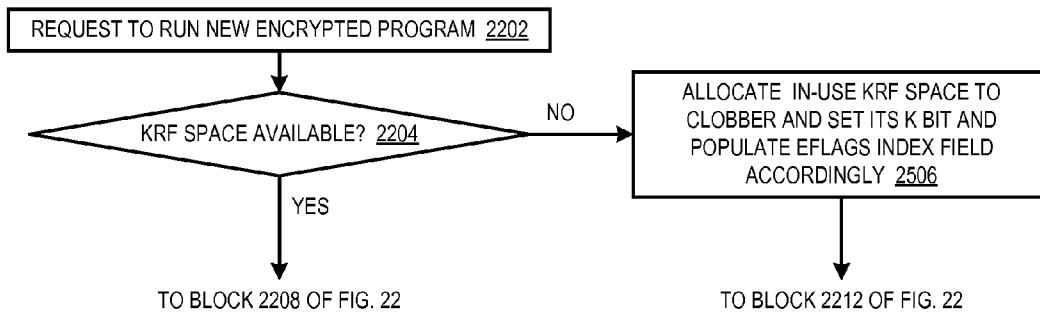 REQUEST TO RUN NEW ENCRYPTED PROGRAM 2202
KRF SPACE AVAILABLE? 2204
NO
ALLOCATE IN-USE KRF SPACE TO
CLOBBER AND SET ITS K BIT AND
POPULATE EFLAGS INDEX FIELD
ACCORDINGLY 2506
YES
TO BLOCK 2208 OF FIG. 22
TO BLOCK 2212 OF FIG. 22